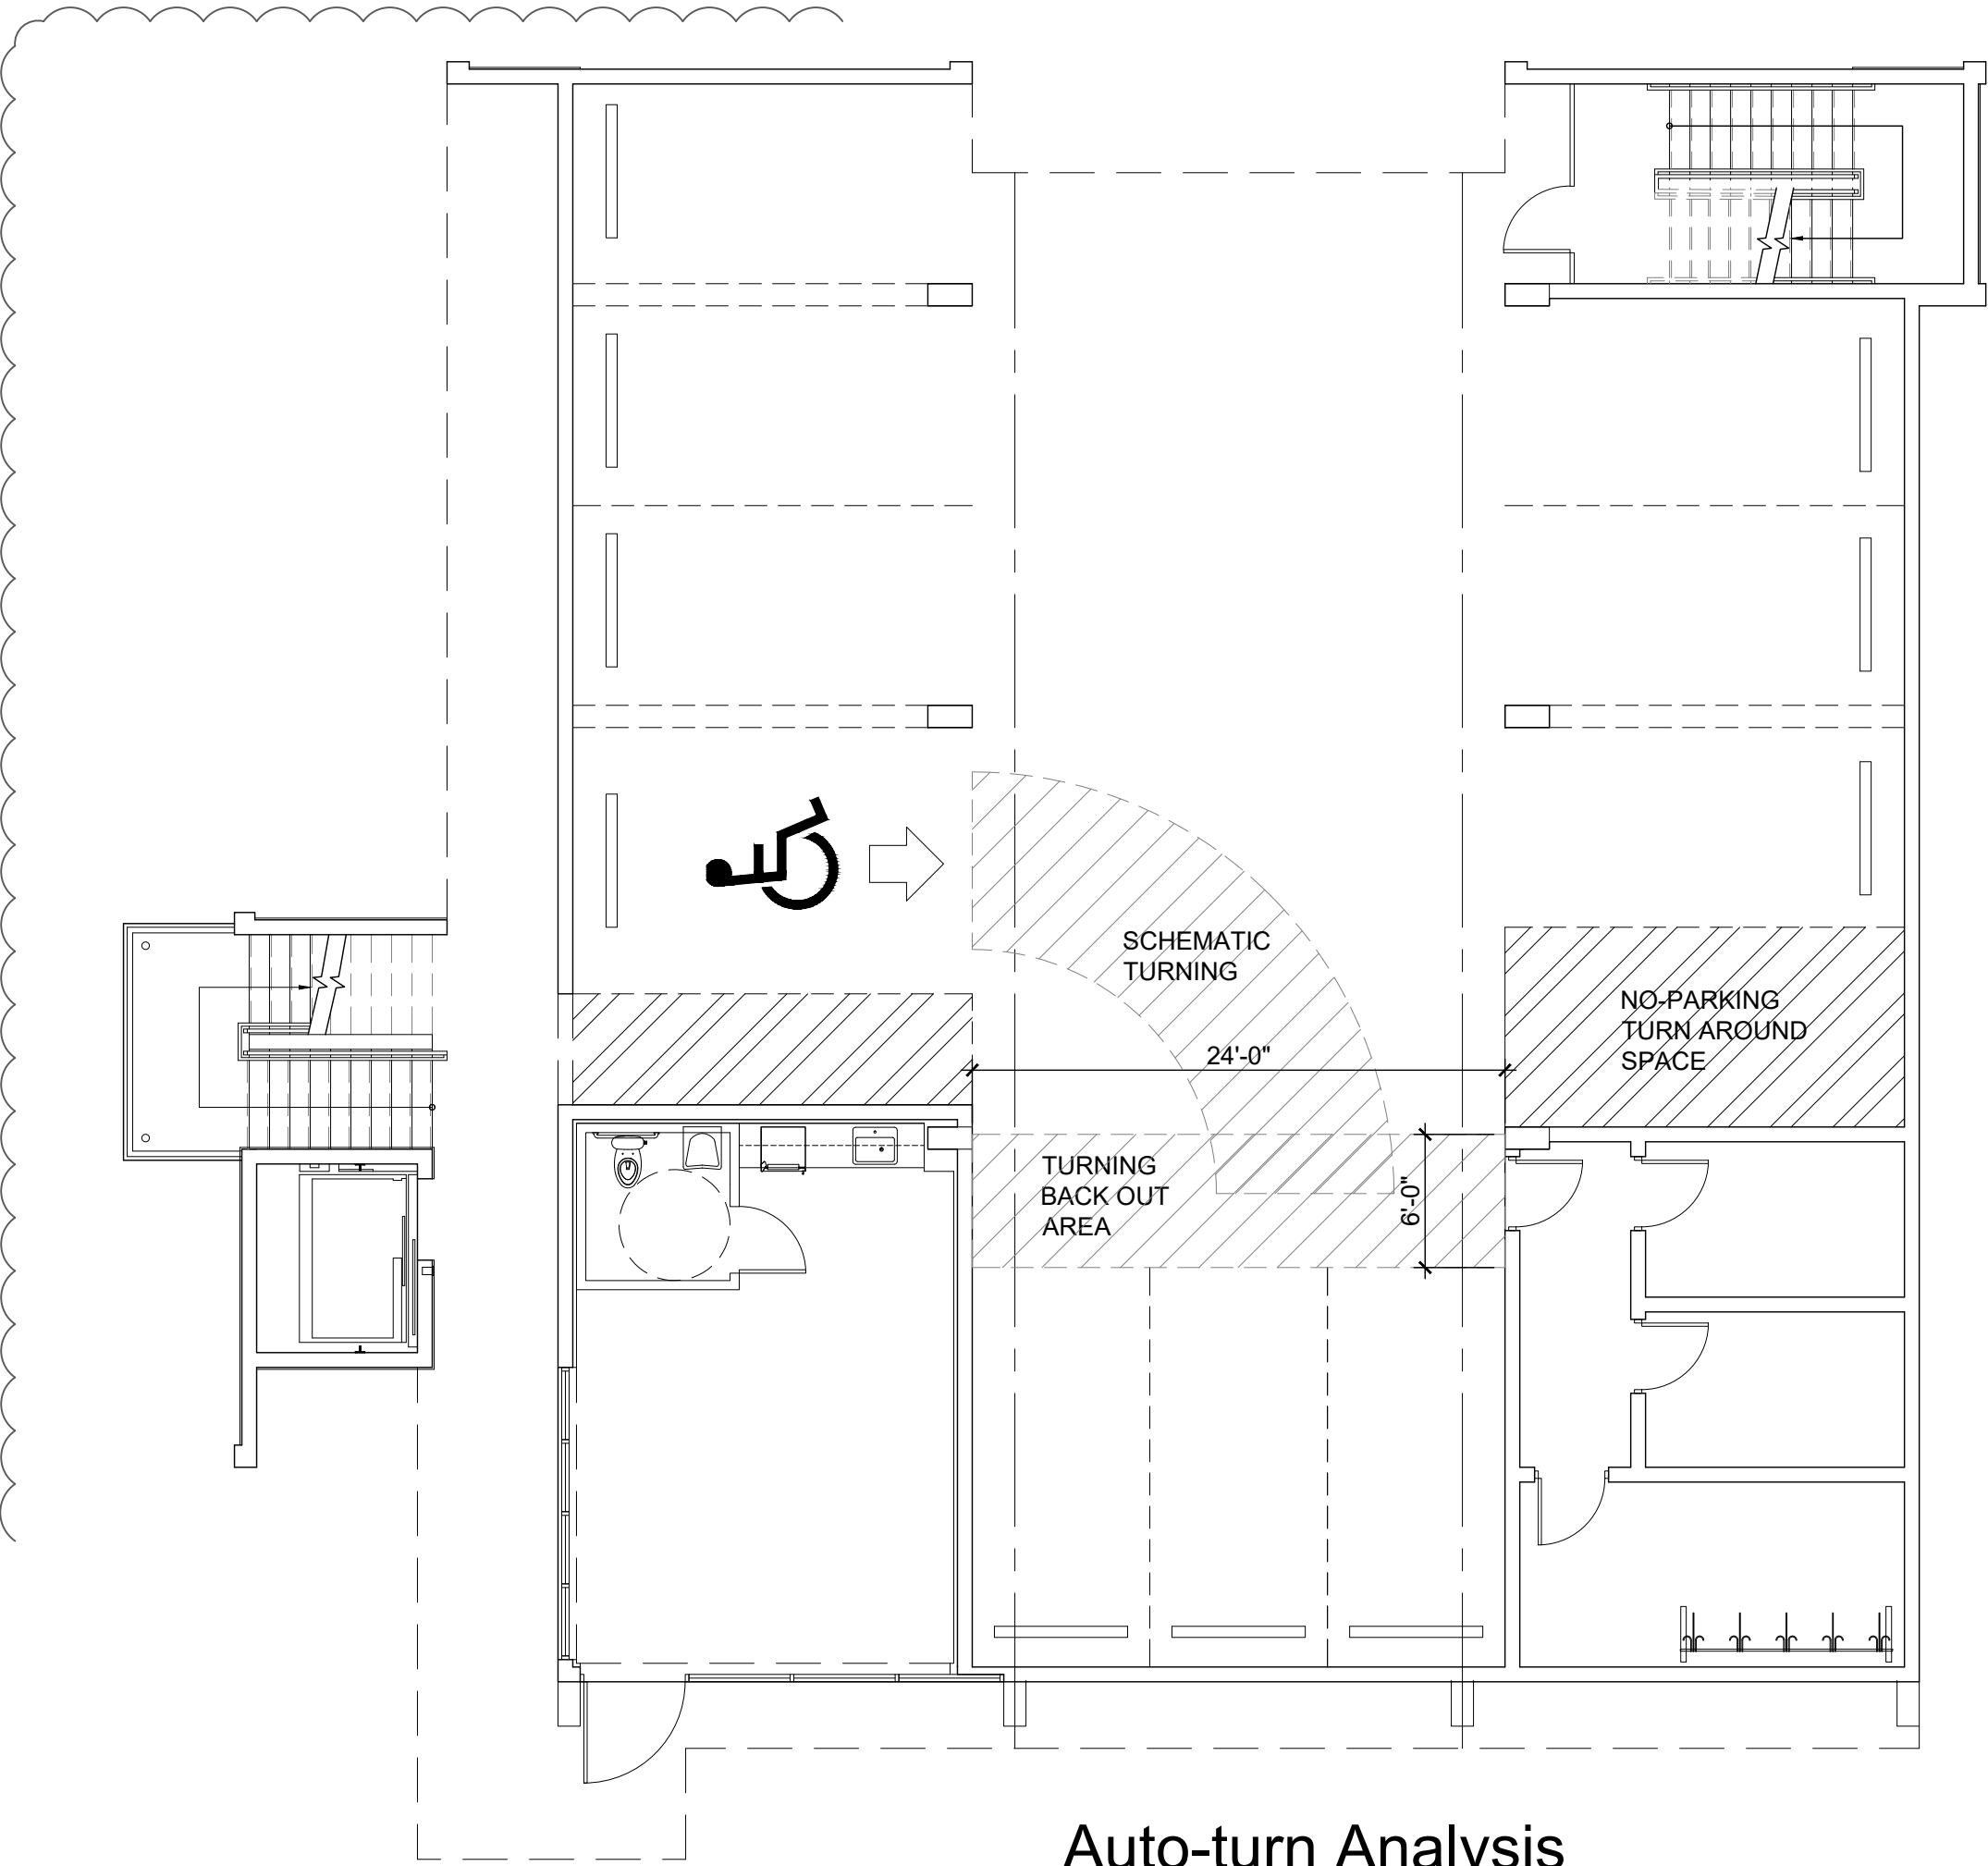 SCHEMATIC
TURNING
NO-PARKING
TURN AROUND
SPACE
24'-0"
TURNING
BACK OUT
AREA
6'-0"
Auto-turn Analysis